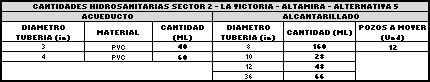 CANTIDADES HIDROSANITARIAS SECTOR 2 - LA VICTORIA - ALTAMIRA - ALTERNATIVA 5
ACUEDUCTO ALCANTARILLADO
DIAMETRO TUBERIA (in) MATERIAL CANTIDAD (ML) DIAMETRO TUBERIA (in) CANTIDAD (ML) POZOS A MOVER (Und)
3 PVC 40 8 160 12
4 PVC 60 10 28
12 48
36 66